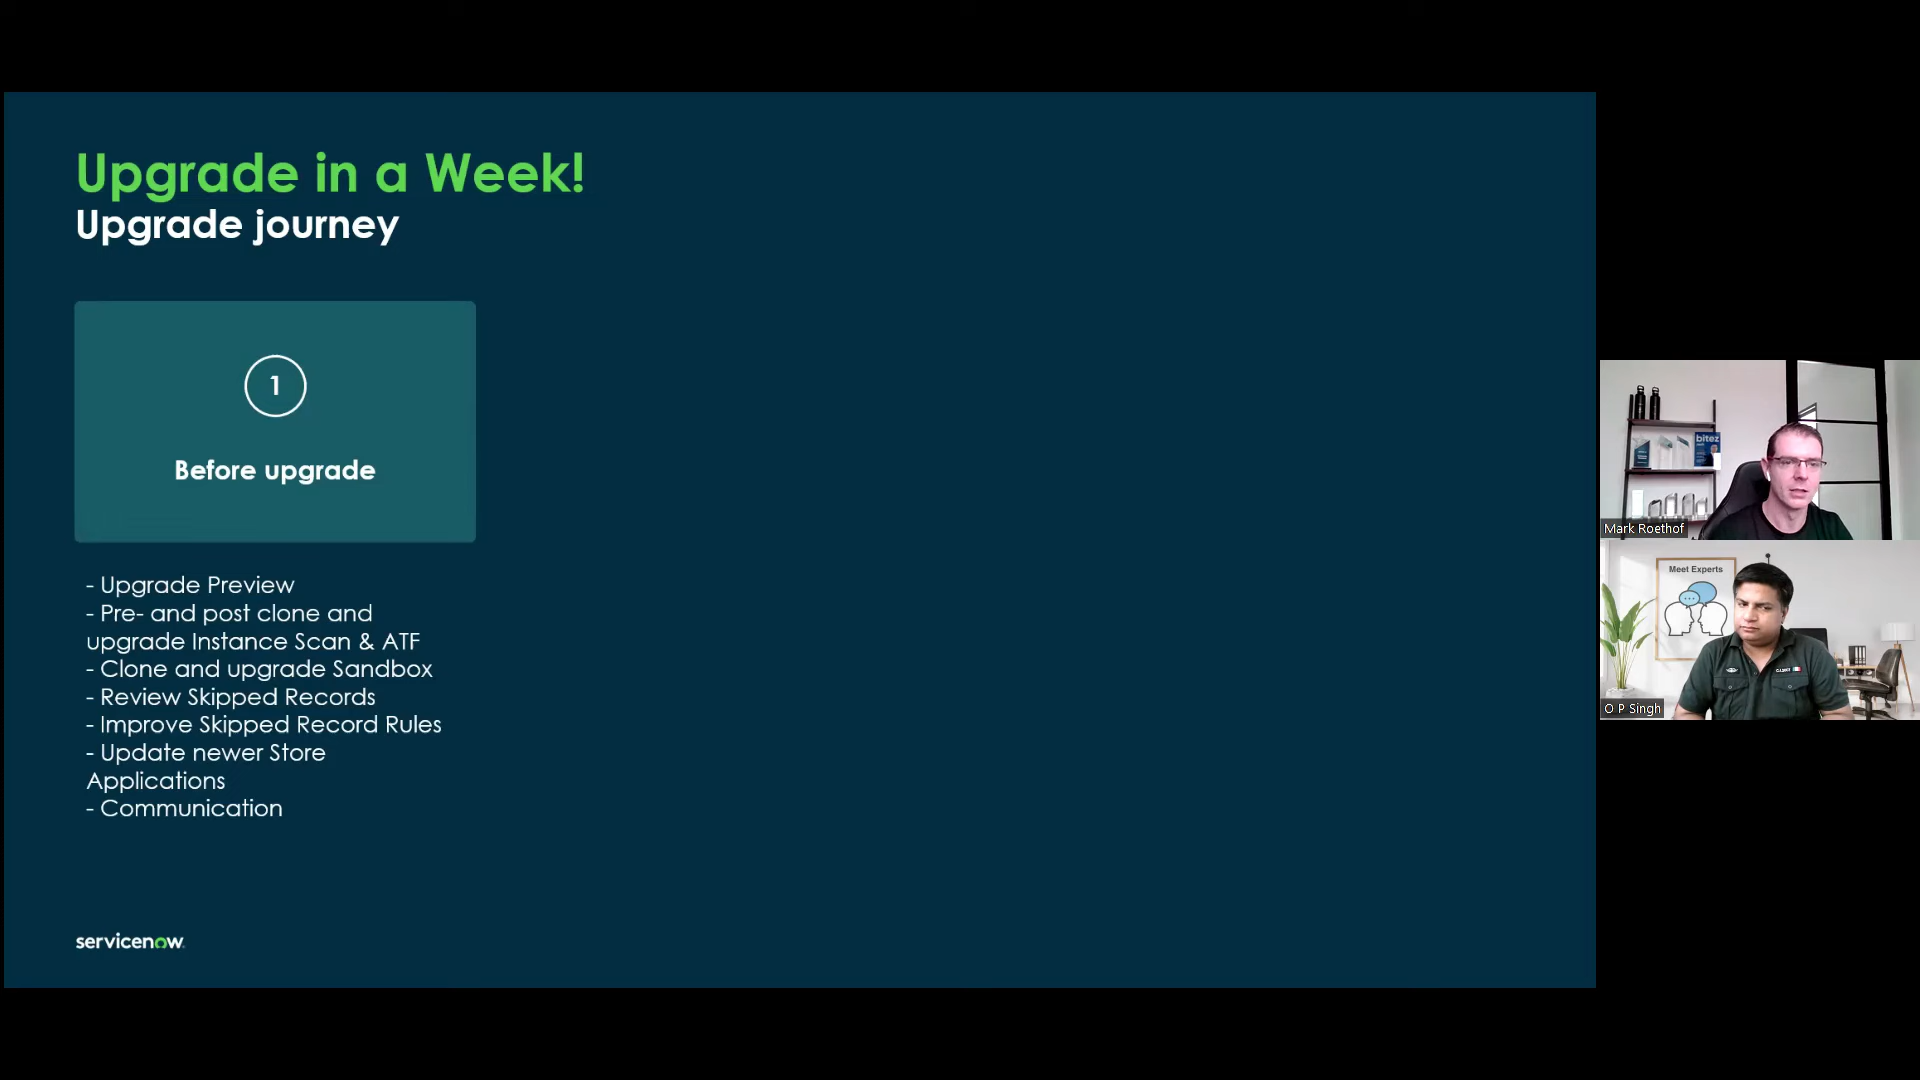 Upgrade in a Week!
Upgrade journey
1
Before upgrade
- Upgrade Preview
- Pre- and post clone and
upgrade Instance Scan & ATF
- Clone and upgrade Sandbox
- Review Skipped Records
- Improve Skipped Record Rules
- Update newer Store
Applications
- Communication
servicenow
bitez
Mark Roethof
Meet Experts
O P Singh